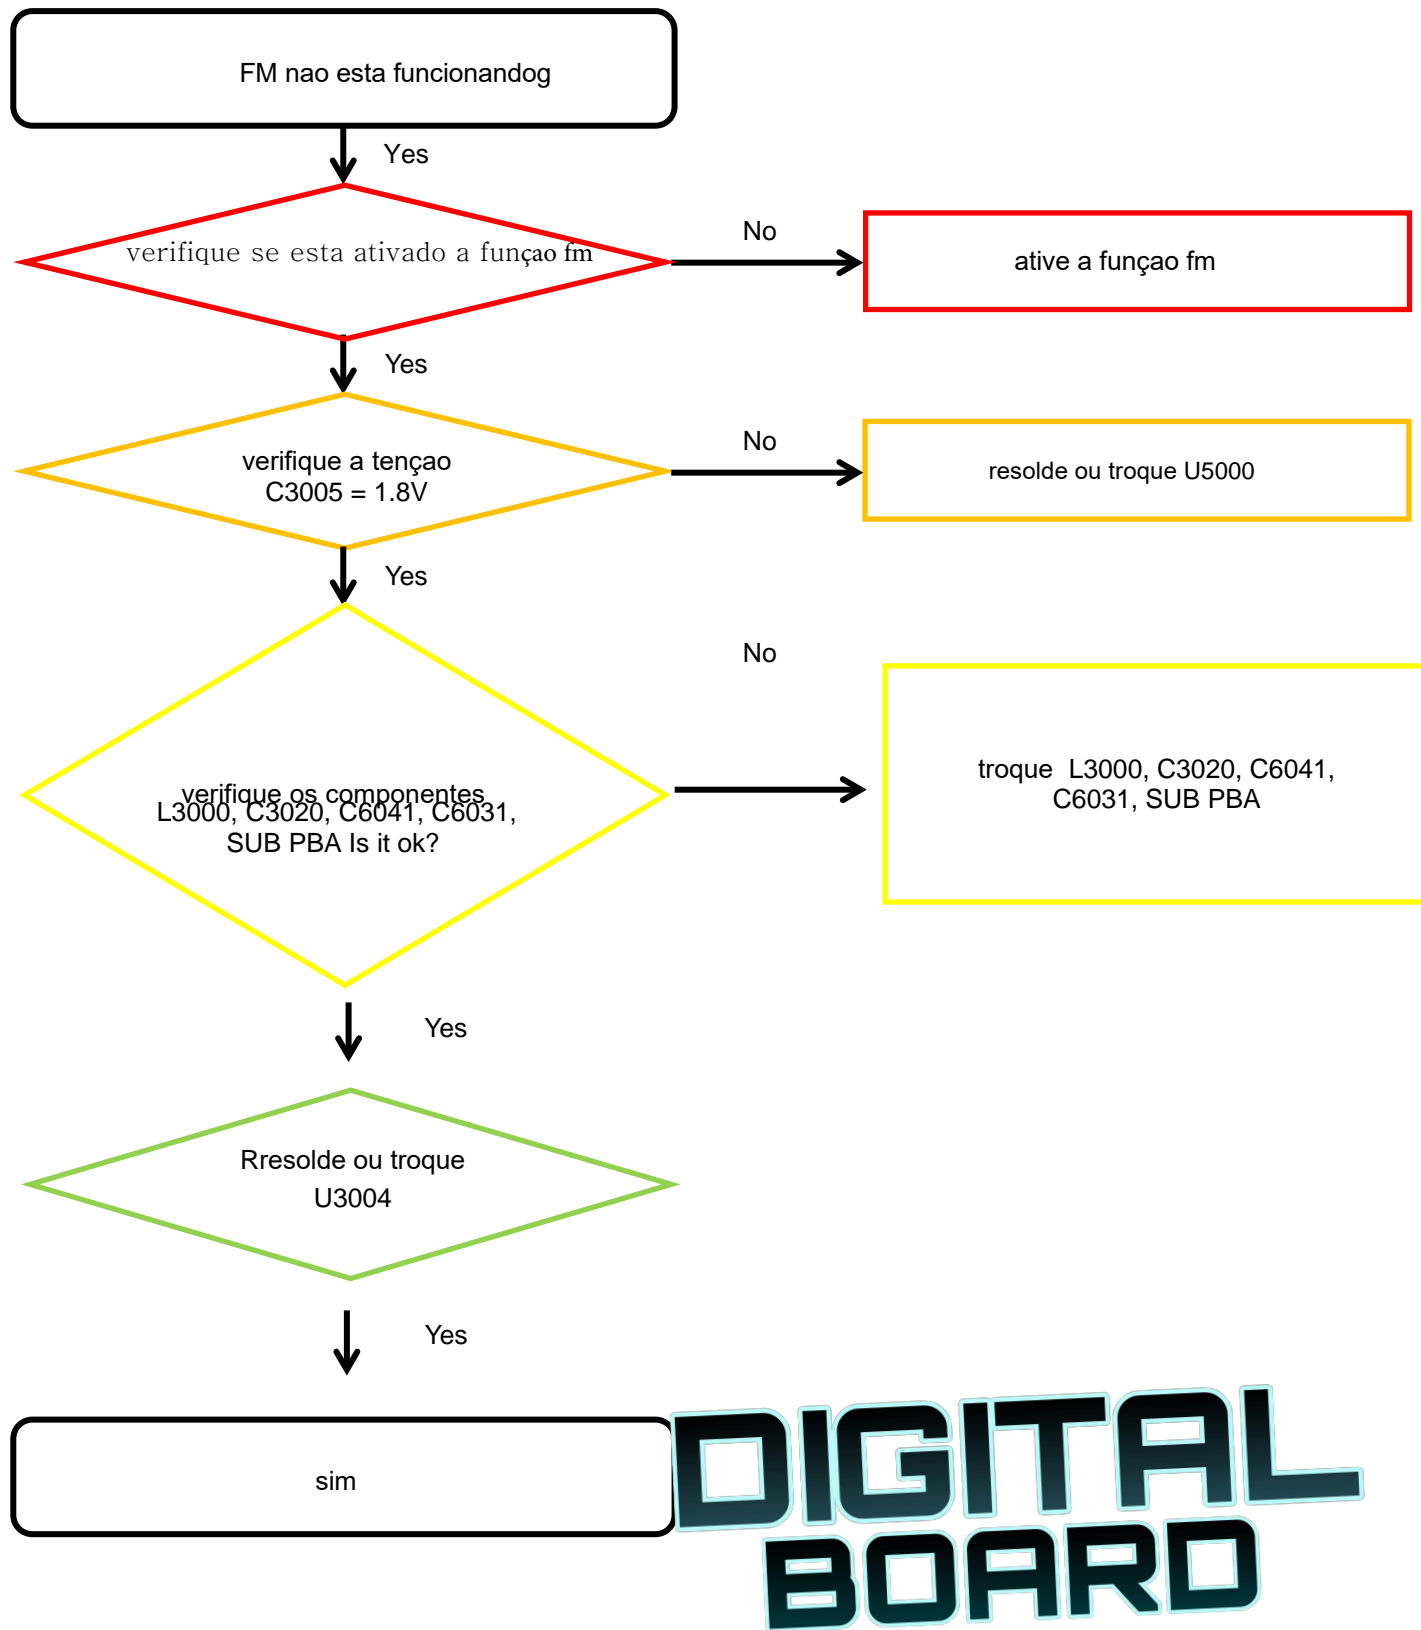 FM nao esta funcionandog
Yes
verifique se esta ativado a funçao fm
No
ative a funçao fm
Yes
verifique a tençao
C3005 = 1.8V
No
resolde ou troque U5000
Yes
No
verifique os componentes
L3000, C3020, C6041, C6031,
SUB PBA Is it ok?
troque  L3000, C3020, C6041,
C6031, SUB PBA
Yes
Rresolde ou troque
U3004
Yes
sim
DIGITAL
BOARD